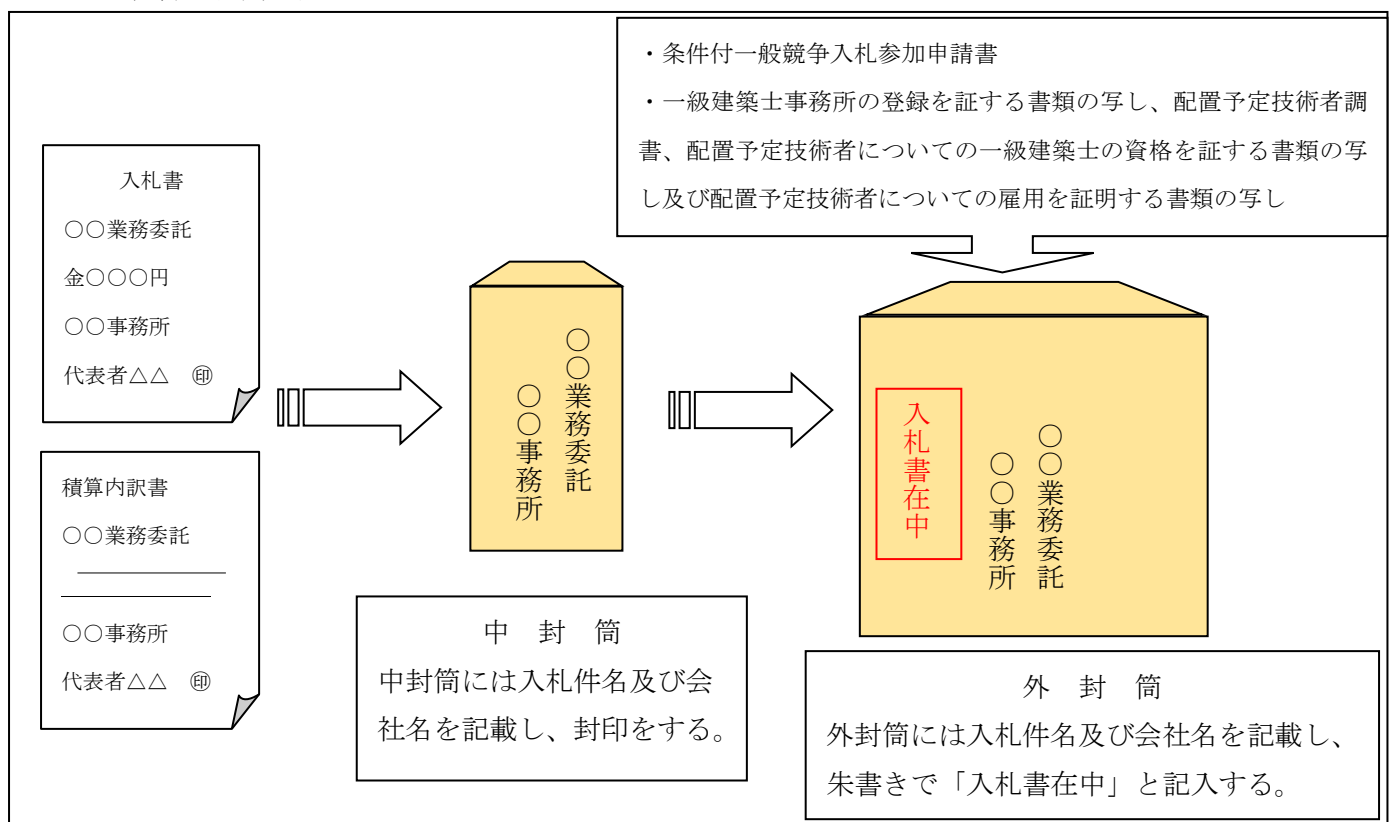 ・条件付一般競争入札参加申請書
・一級建築士事務所の登録を証する書類の写し、配置予定技術者調
書、配置予定技術者についての一級建築士の資格を証する書類の写
し及び配置予定技術者についての雇用を証明する書類の写し
入札書
○○業務委託
金○○○円
○○事務所
代表者△△ ㊞
積算内訳書
○○業務委託
○○事務所
代表者△△ ㊞
○○業務委託
○○事務所
中 封 筒
中封筒には入札件名及び会
社名を記載し、封印をする。
○○業務委託
○○事務所
入札書在中
外 封 筒
外封筒には入札件名及び会社名を記載し、
朱書きで「入札書在中」と記入する。